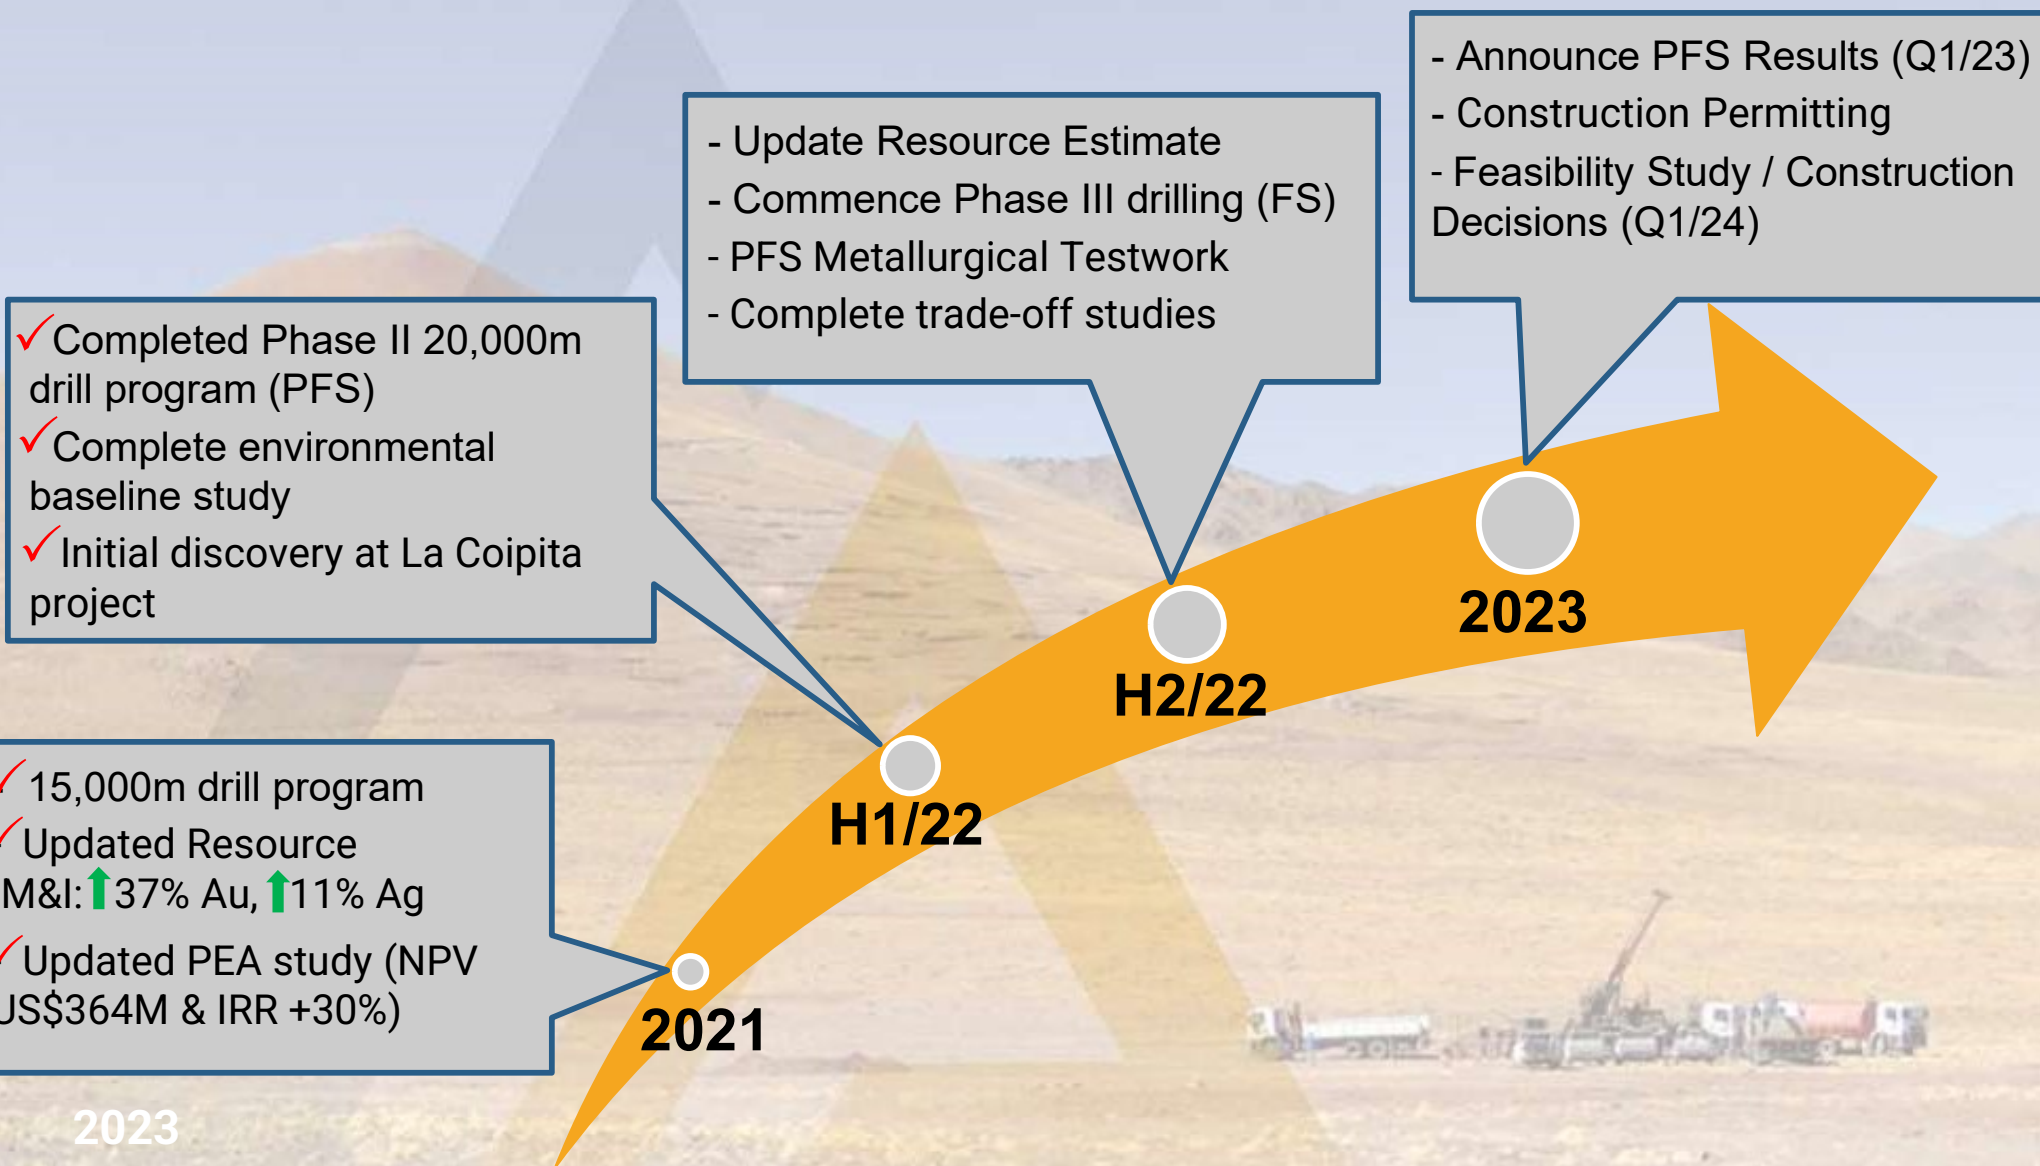 - Announce PFS Results (Q1/23)
- Construction Permitting
- Feasibility Study / Construction
Decisions (Q1/24)
- Update Resource Estimate
- Commence Phase III drilling (FS)
- PFS Metallurgical Testwork
- Complete trade-off studies
✓Completed Phase II 20,000m
drill program (PFS)
✓Complete environmental
baseline study
✓Initial discovery at La Coipita
project
2023
H2/22
H1/22
✓15,000m drill program
✓Updated Resource
M&I:⬆37% Au, ⬆11% Ag
✓Updated PEA study (NPV
US$364M & IRR +30%)
2021
2023